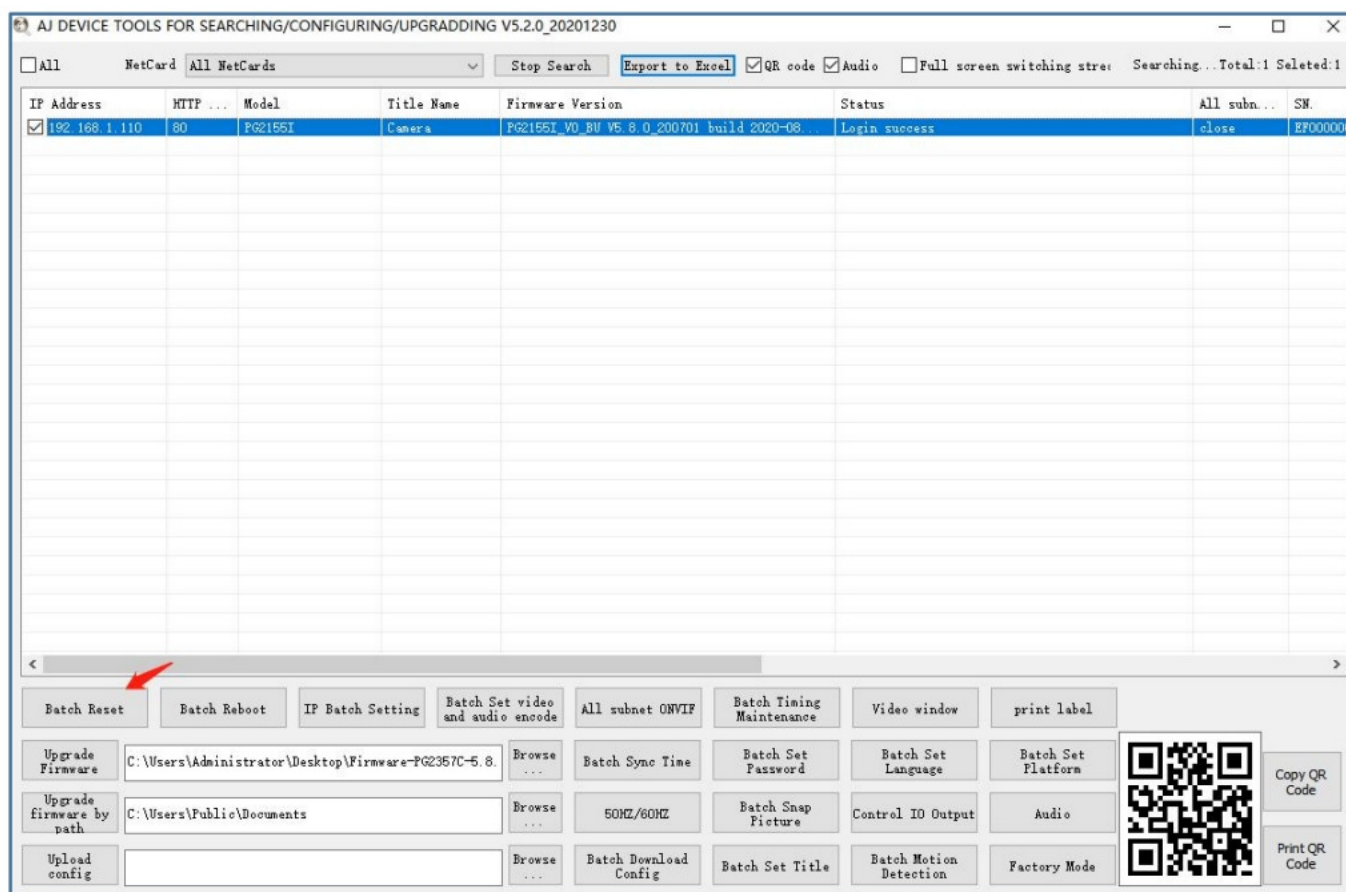 AJ DEVICE TOOLS FOR SEARCHING/CONFIGURING/UPGRADDING V5.2.0_20201230
All NetCard All NetCards Stop Search Export to Excel QR code Audio Full screen switching stre Searching...Total:1 Seleted:1
IP Address HTTP ... Model Title Name Firmware Version Status All subn... SN.
192.168.1.110 80 PG2155I Camera PG2155I_V0_BU V5.8.0_200701 build 2020-08... Login success close EF00000
Batch Reset Batch Reboot IP Batch Setting Batch Set video and audio encode All subnet ONVIF Batch Timing Maintenance Video window print label
Upgrade Firmware C:\Users\Administrator\Desktop\Firmware-PG2357C-5.8. Browse ... Batch Sync Time Batch Set Password Batch Set Language Batch Set Platform
Copy QR Code
Upgrade firmware by path C:\Users\Public\Documents Browse ... 50HZ/60HZ Batch Snap Picture Control IO Output Audio
Upload config Browse ... Batch Download Config Batch Set Title Batch Motion Detection Factory Mode
Print QR Code